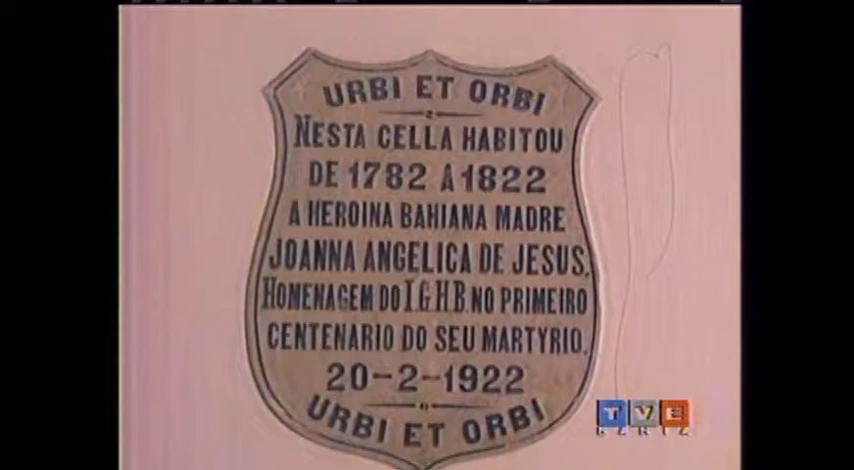 URBI ET ORBI
NESTA CELLA HABITOU
DE 1782 A 1822
A HEROINA BAHIANA MADRE
JOANNA ANGELICA DE JESUS.
HOMENAGEM DO I.G.H.B. NO PRIMEIRO
CENTENARIO DO SEU MARTYRIO.
20-2-1922
URBI ET ORBI
TVE
BAHIA